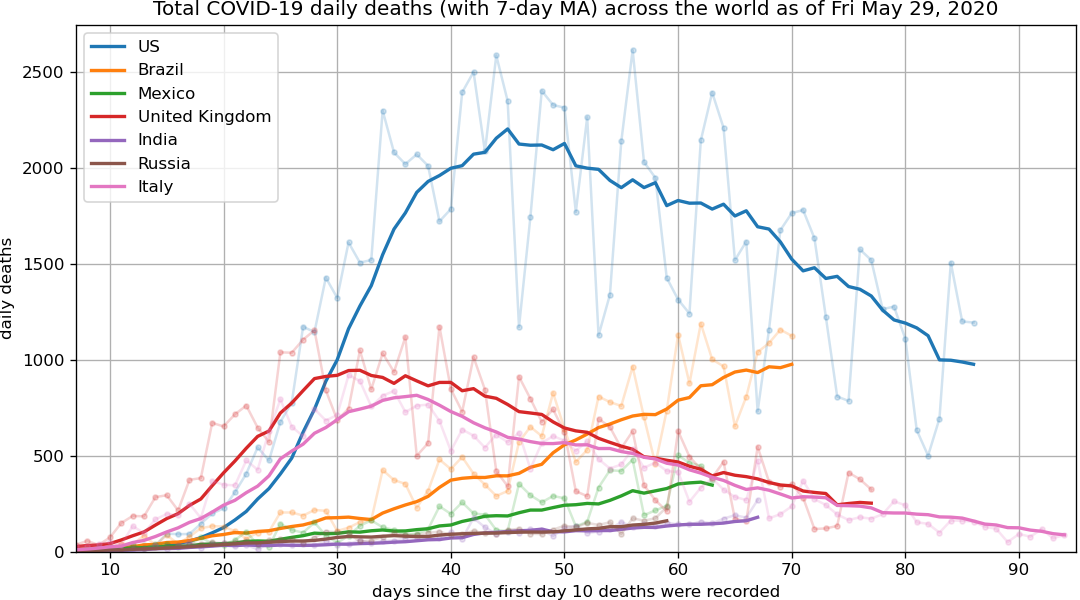 Total COVID-19 daily deaths (with 7-day MA) across the world as of Fri May 29, 2020
US
Brazil
Mexico
United Kingdom
India
Russia
Italy
daily deaths
2500
2000
1500
1000
500
0
10 20 30 40 50 60 70 80 90
days since the first day 10 deaths were recorded